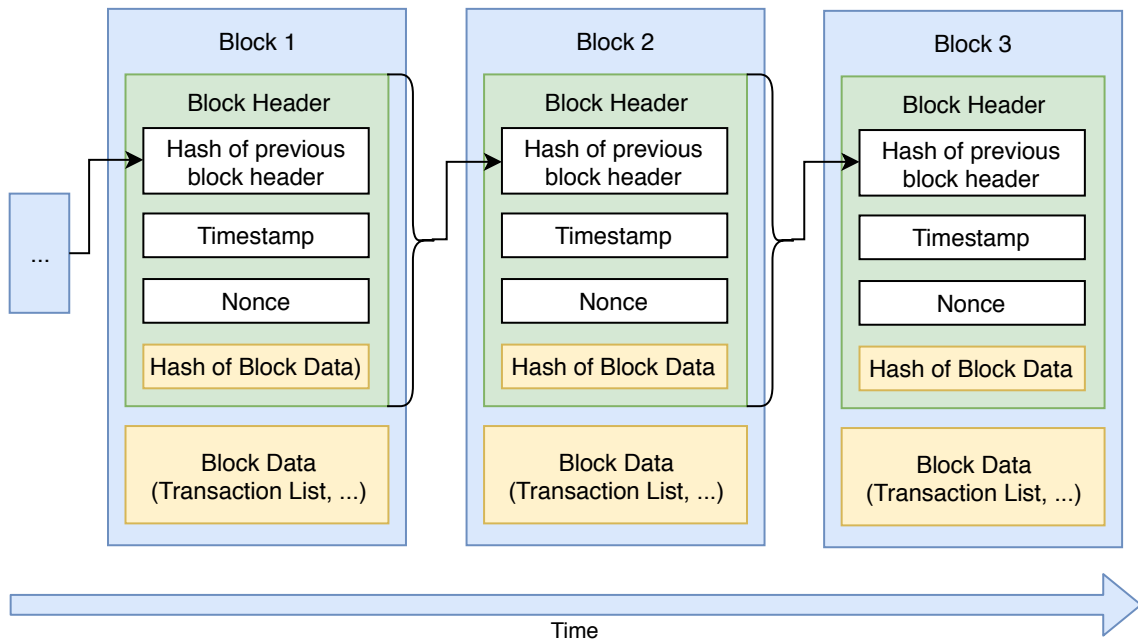 ...
Block 1
Block Header
Hash of previous
block header
Timestamp
Nonce
Hash of Block Data)
Block Data
(Transaction List, ...)
Block 2
Block Header
Hash of previous
block header
Timestamp
Nonce
Hash of Block Data
Block Data
(Transaction List, ...)
Block 3
Block Header
Hash of previous
block header
Timestamp
Nonce
Hash of Block Data
Block Data
(Transaction List, ...)
Time